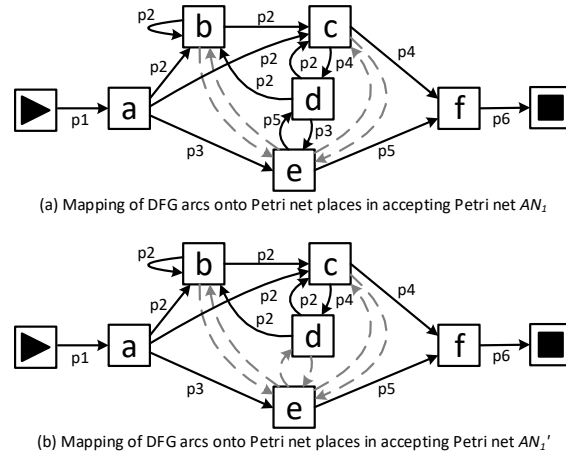 p2
b
p2
c
p2
p2
p2
p4
p4
p2
d
p1
a
p5
p3
f
p6
p3
e
p5
(a) Mapping of DFG arcs onto Petri net places in accepting Petri net AN₁
p2
b
p2
c
p2
p2
p2
p4
p4
p2
d
p1
a
f
p6
p3
e
p5
(b) Mapping of DFG arcs onto Petri net places in accepting Petri net AN₁'